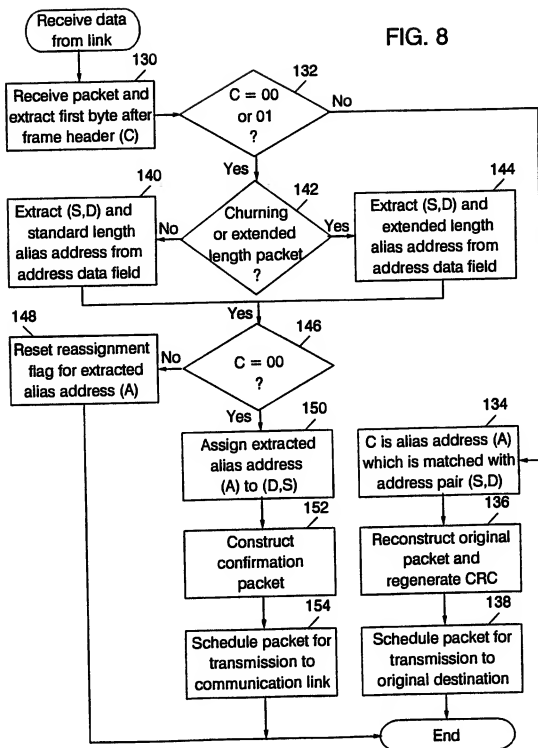 Receive data
from link
FIG. 8
130
Receive packet and
extract first byte after
frame header (C)
132
C = 00
or 01
?
No
Yes
140
Extract (S,D) and
standard length
alias address from
address data field
No
142
Churning
or extended
length packet
?
Yes
144
Extract (S,D) and
extended length
alias address from
address data field
Yes
148
Reset reassignment
flag for extracted
alias address (A)
No
146
C = 00
?
Yes
150
Assign extracted
alias address
(A) to (D,S)
134
C is alias address (A)
which is matched with
address pair (S,D)
152
Construct
confirmation
packet
136
Reconstruct original
packet and
regenerate CRC
154
Schedule packet for
transmission to
communication link
138
Schedule packet for
transmission to
original destination
End